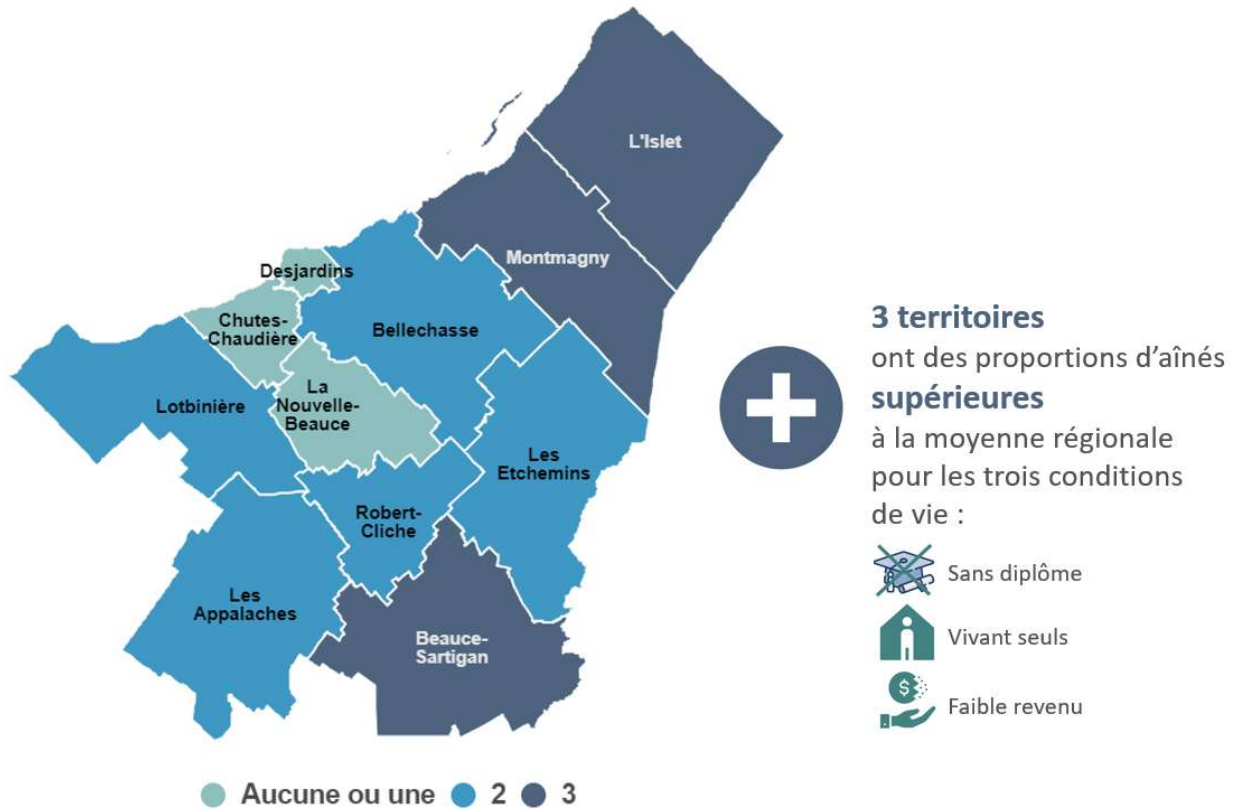 L'Islet
Montmagny
Desjardins
Chutes-
Chaudière
Bellechasse
La
Nouvelle-
Beauce
Lotbinière
Les
Etchemins
Robert-
Cliche
Les
Appalaches
Beauce-
Sartigan
Aucune ou une 2 3
3 territoires
ont des proportions d'aînés
supérieures
à la moyenne régionale
pour les trois conditions
de vie :
Sans diplôme
Vivant seuls
$
Faible revenu